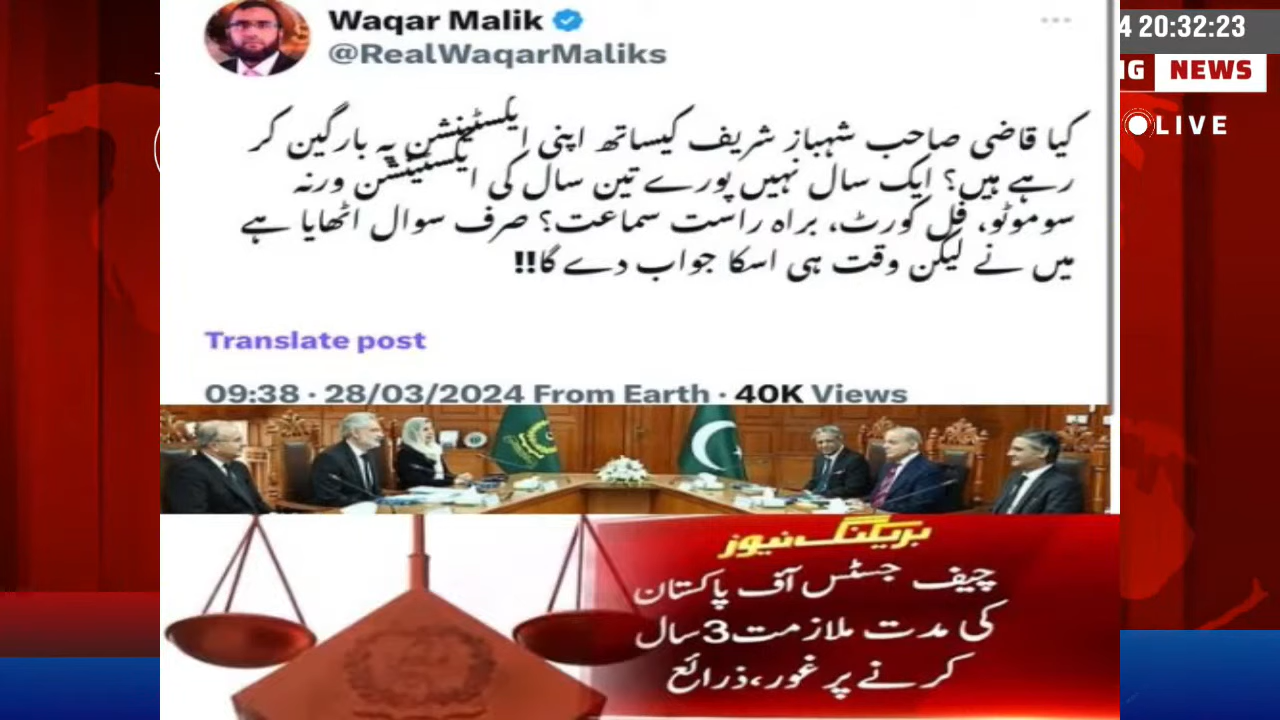 Waqar Malik
@RealWaqarMaliks
4 20:32:23
NG NEWS
LIVE
کیا قاضی صاحب شہباز شریف کیساتھ اپنی ایکسٹینشن پہ بارگین کر
رہے ہیں؟ ایک سال نہیں پورے تین سال کی ایکسٹینشن ورنہ
سوموٹو، فل کورٹ، براہ راست سماعت؟ صرف سوال اٹھایا ہے
میں نے لیکن وقت ہی اسکا جواب دے گا!!
Translate post
09:38 · 28/03/2024 From Earth · 40K Views
بریکنگ نیوز
چیف جسٹس آف پاکستان
کی مدت ملازمت3سال
کرنے پر غور،ذرائع